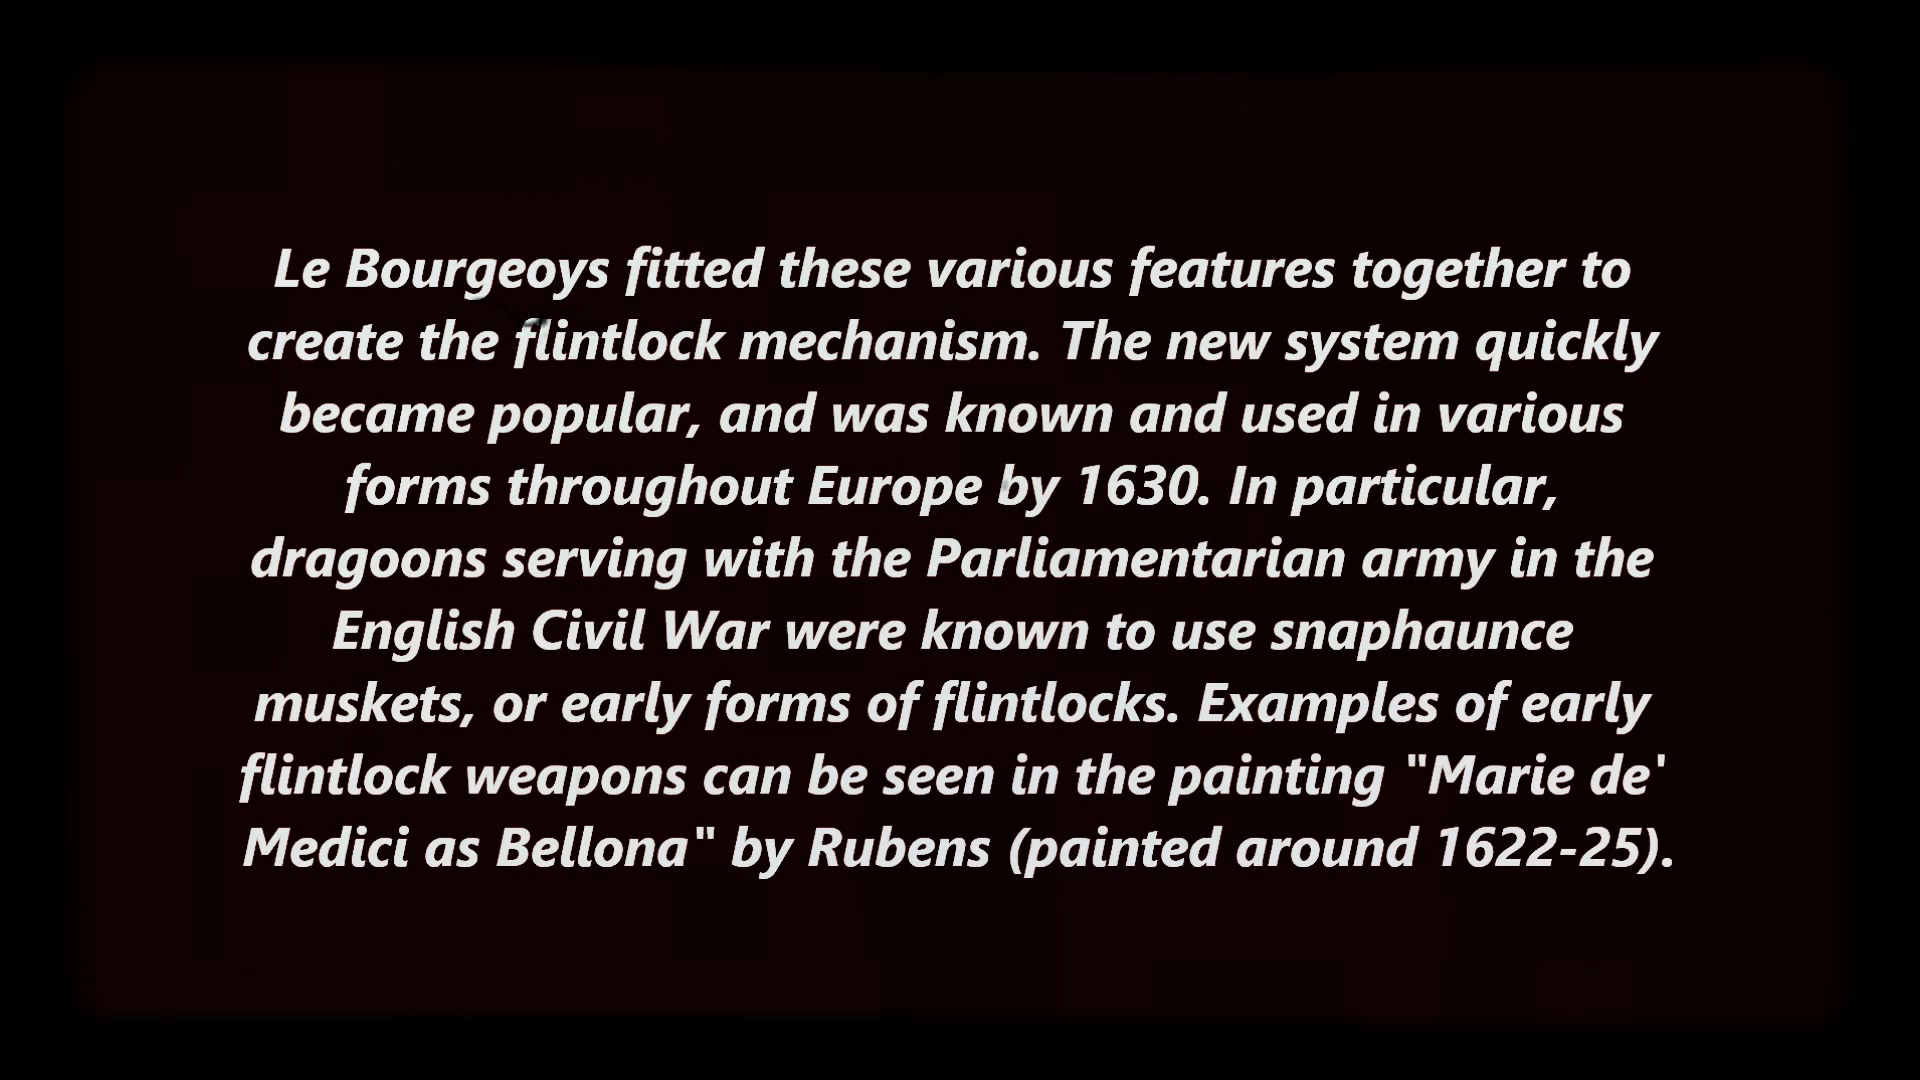 Le Bourgeoys fitted these various features together to
create the flintlock mechanism. The new system quickly
became popular, and was known and used in various
forms throughout Europe by 1630. In particular,
dragoons serving with the Parliamentarian army in the
English Civil War were known to use snaphaunce
muskets, or early forms of flintlocks. Examples of early
flintlock weapons can be seen in the painting "Marie de'
Medici as Bellona" by Rubens (painted around 1622-25).